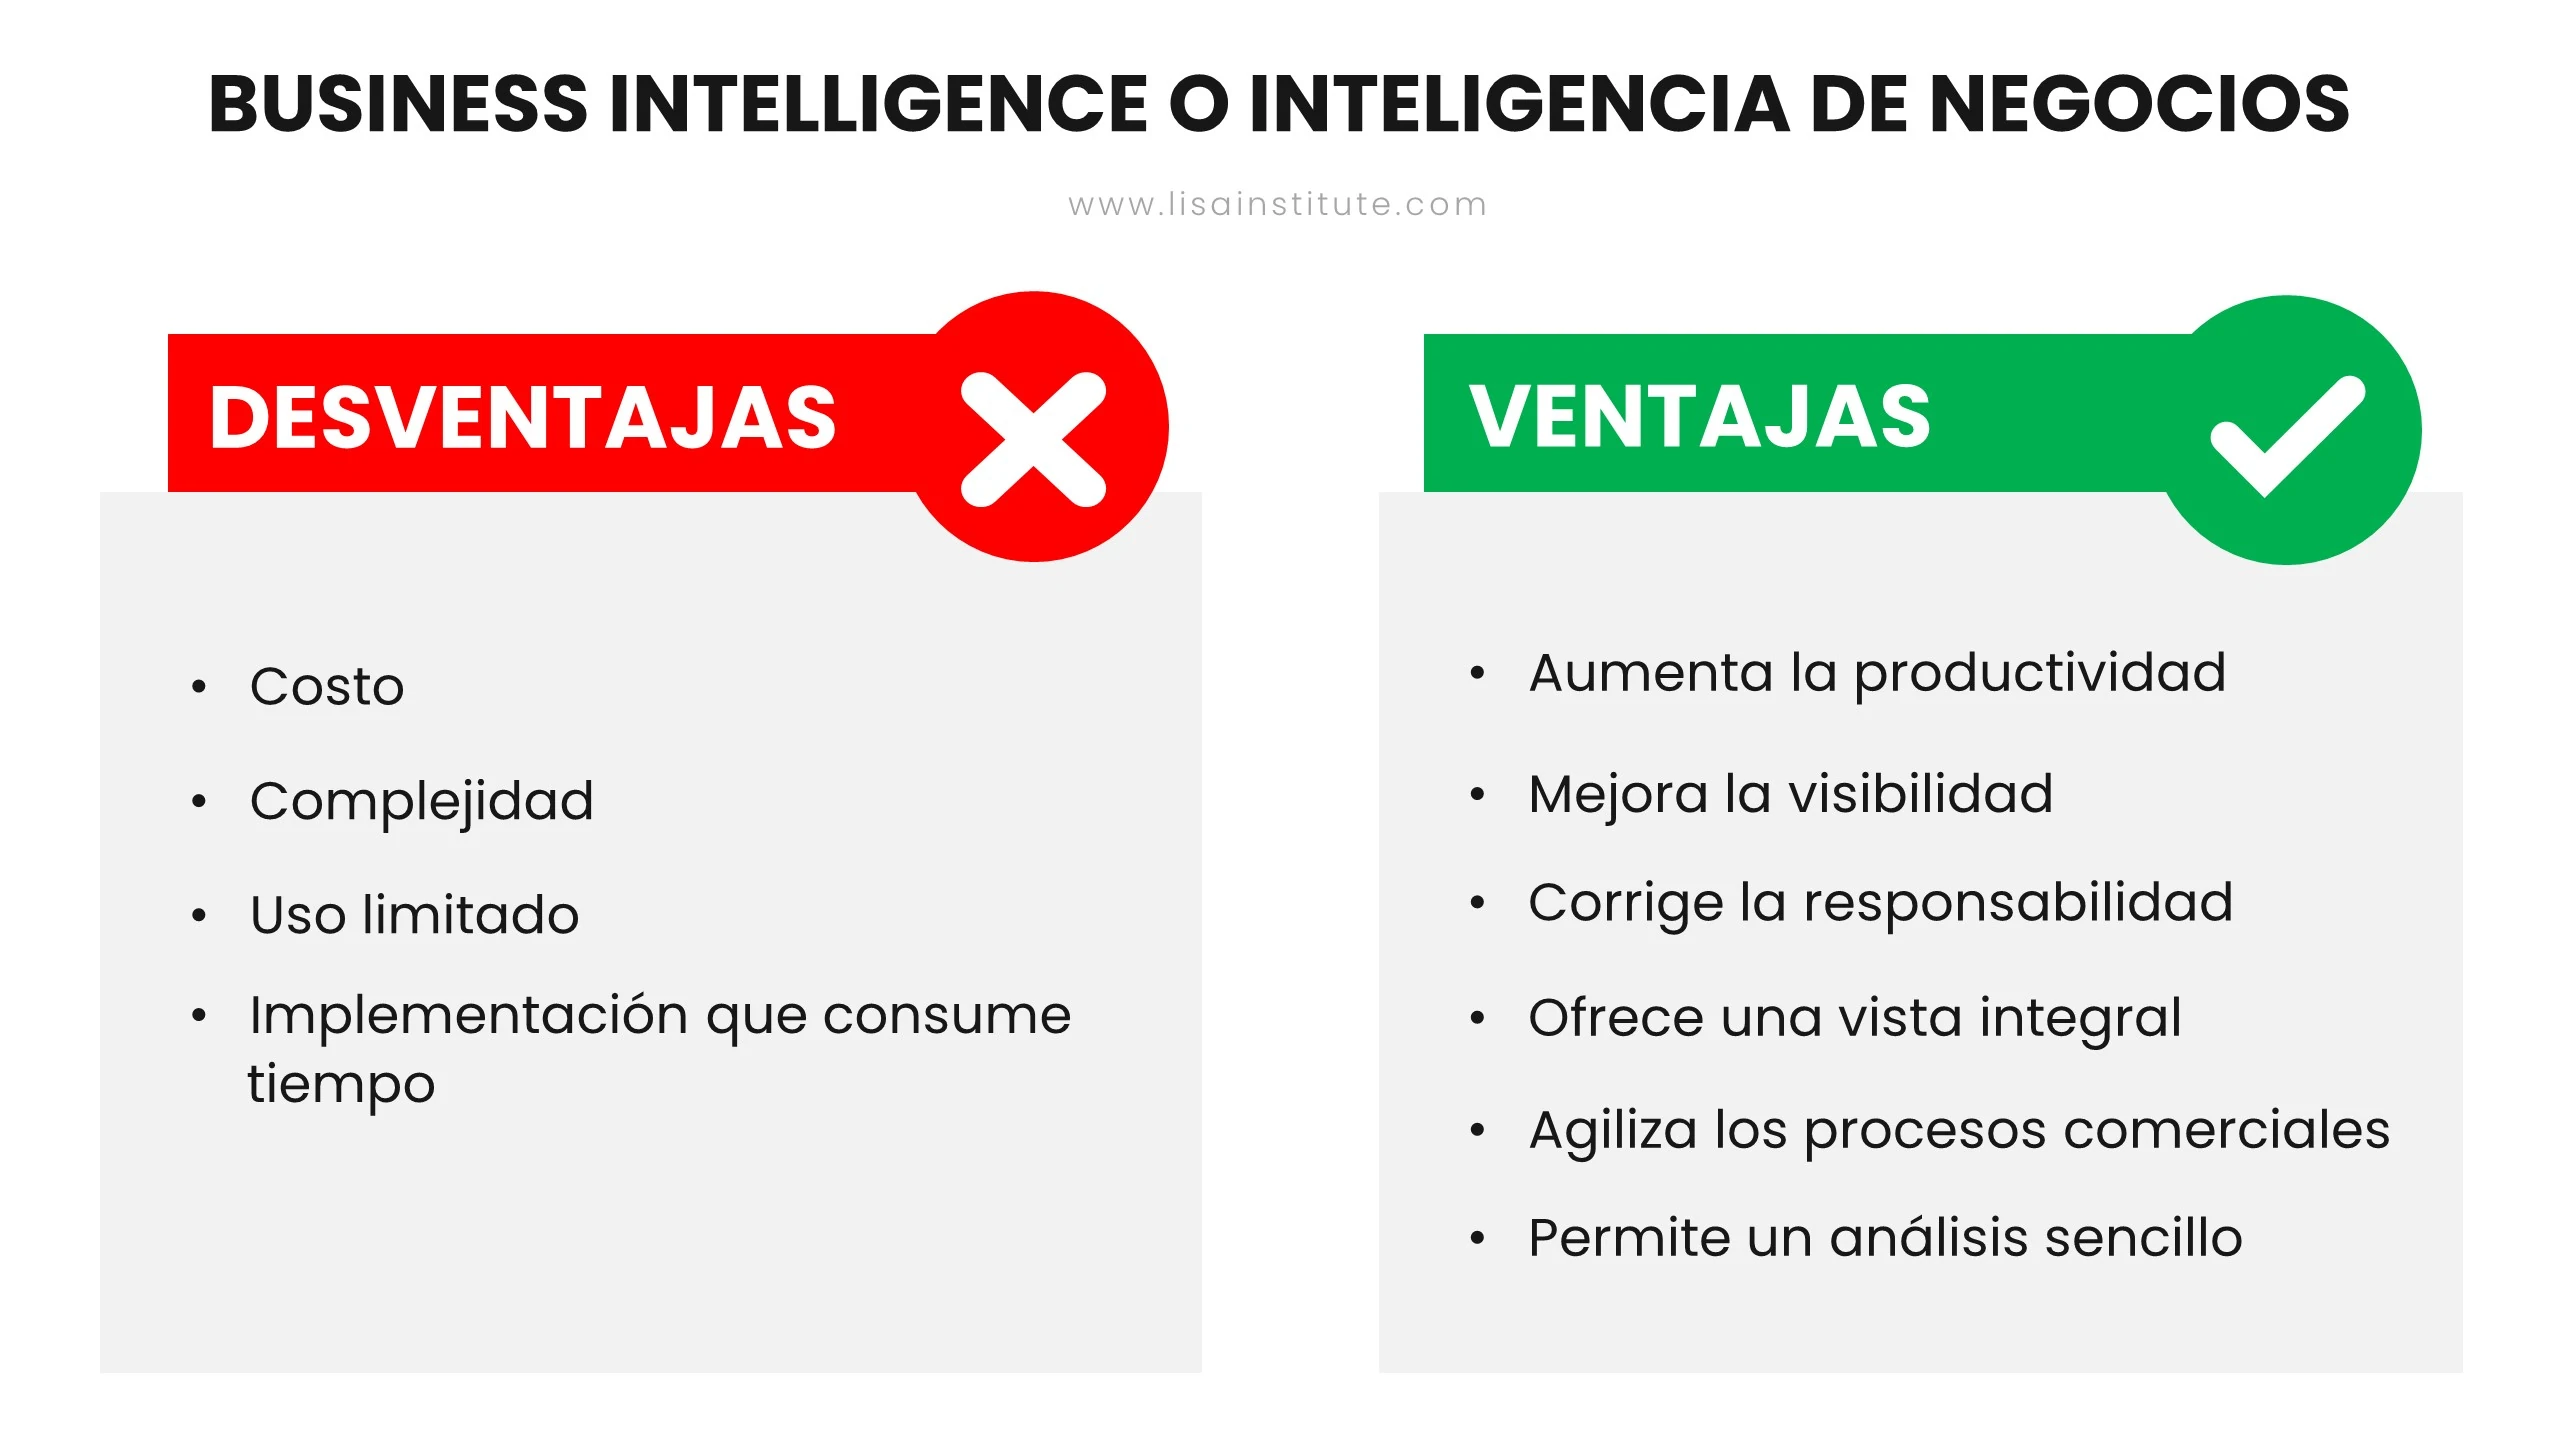 BUSINESS INTELLIGENCE O INTELIGENCIA DE NEGOCIOS
www.lisainstitute.com
DESVENTAJAS
• Costo
• Complejidad
• Uso limitado
• Implementación que consume
tiempo
VENTAJAS
• Aumenta la productividad
• Mejora la visibilidad
• Corrige la responsabilidad
• Ofrece una vista integral
• Agiliza los procesos comerciales
• Permite un análisis sencillo